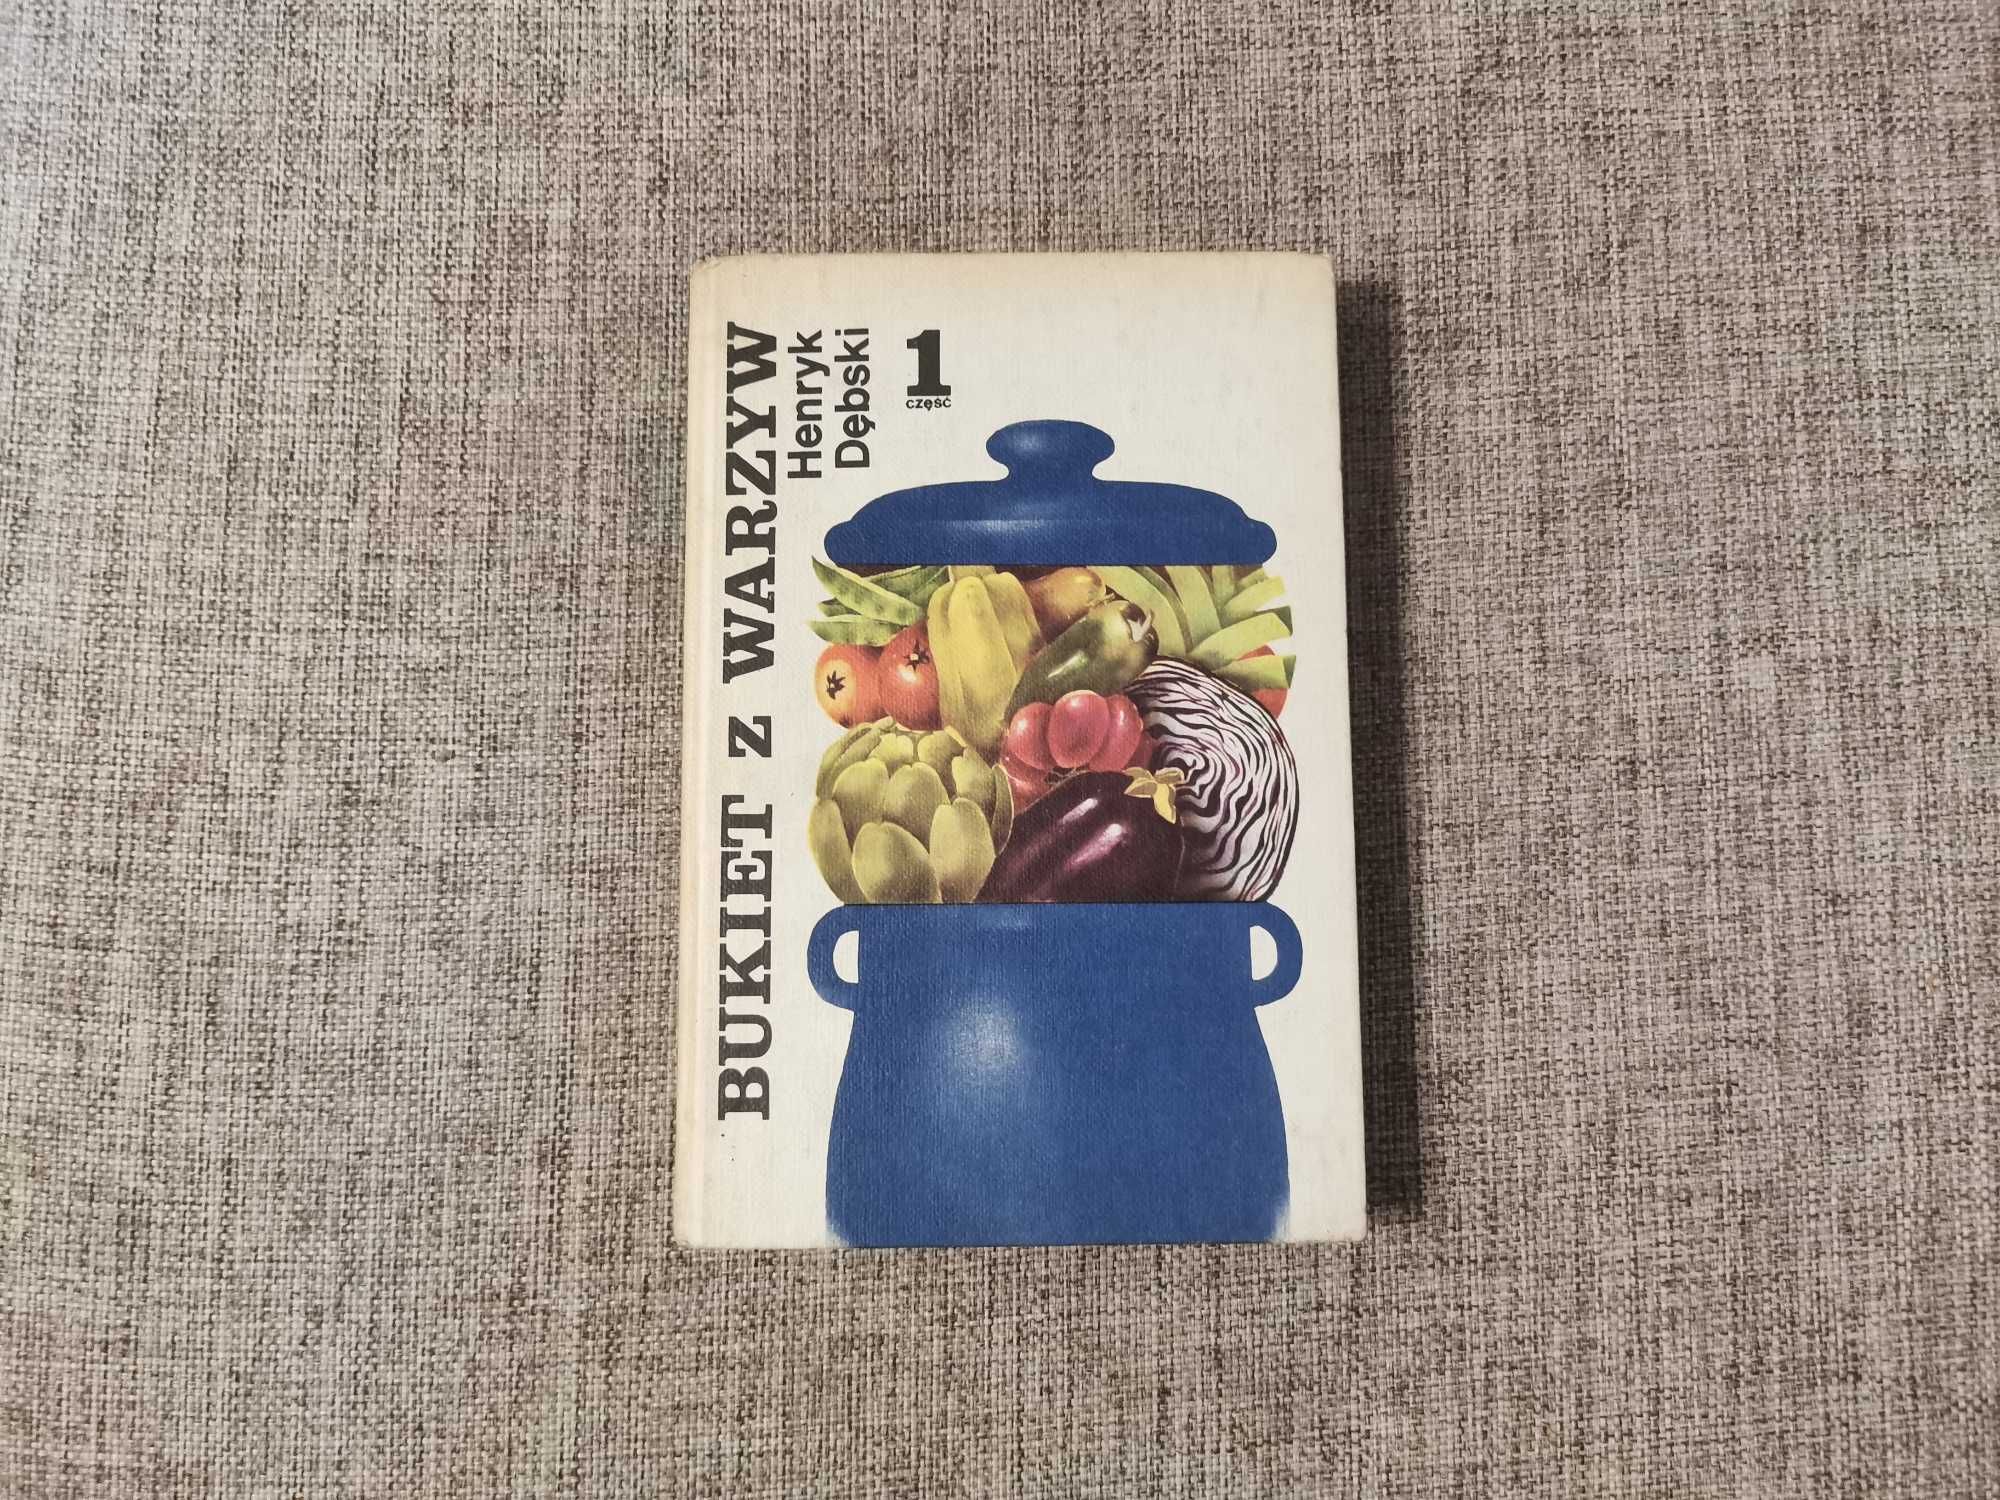 BUKIET z WARZYW
Henryk
Dębski
1
część